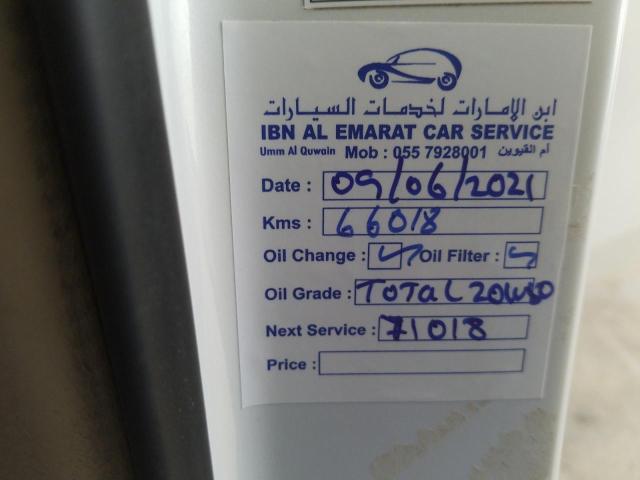 ابن الإمارات لخدمات السيارات
IBN AL EMARAT CAR SERVICE
Umm Al Quwain Mob : 055 7928001 أم القيوين
Date : 09/06/2021
Kms : 66018
Oil Change : Oil Filter :
Oil Grade : TOTAL 20W50
Next Service : 71018
Price :